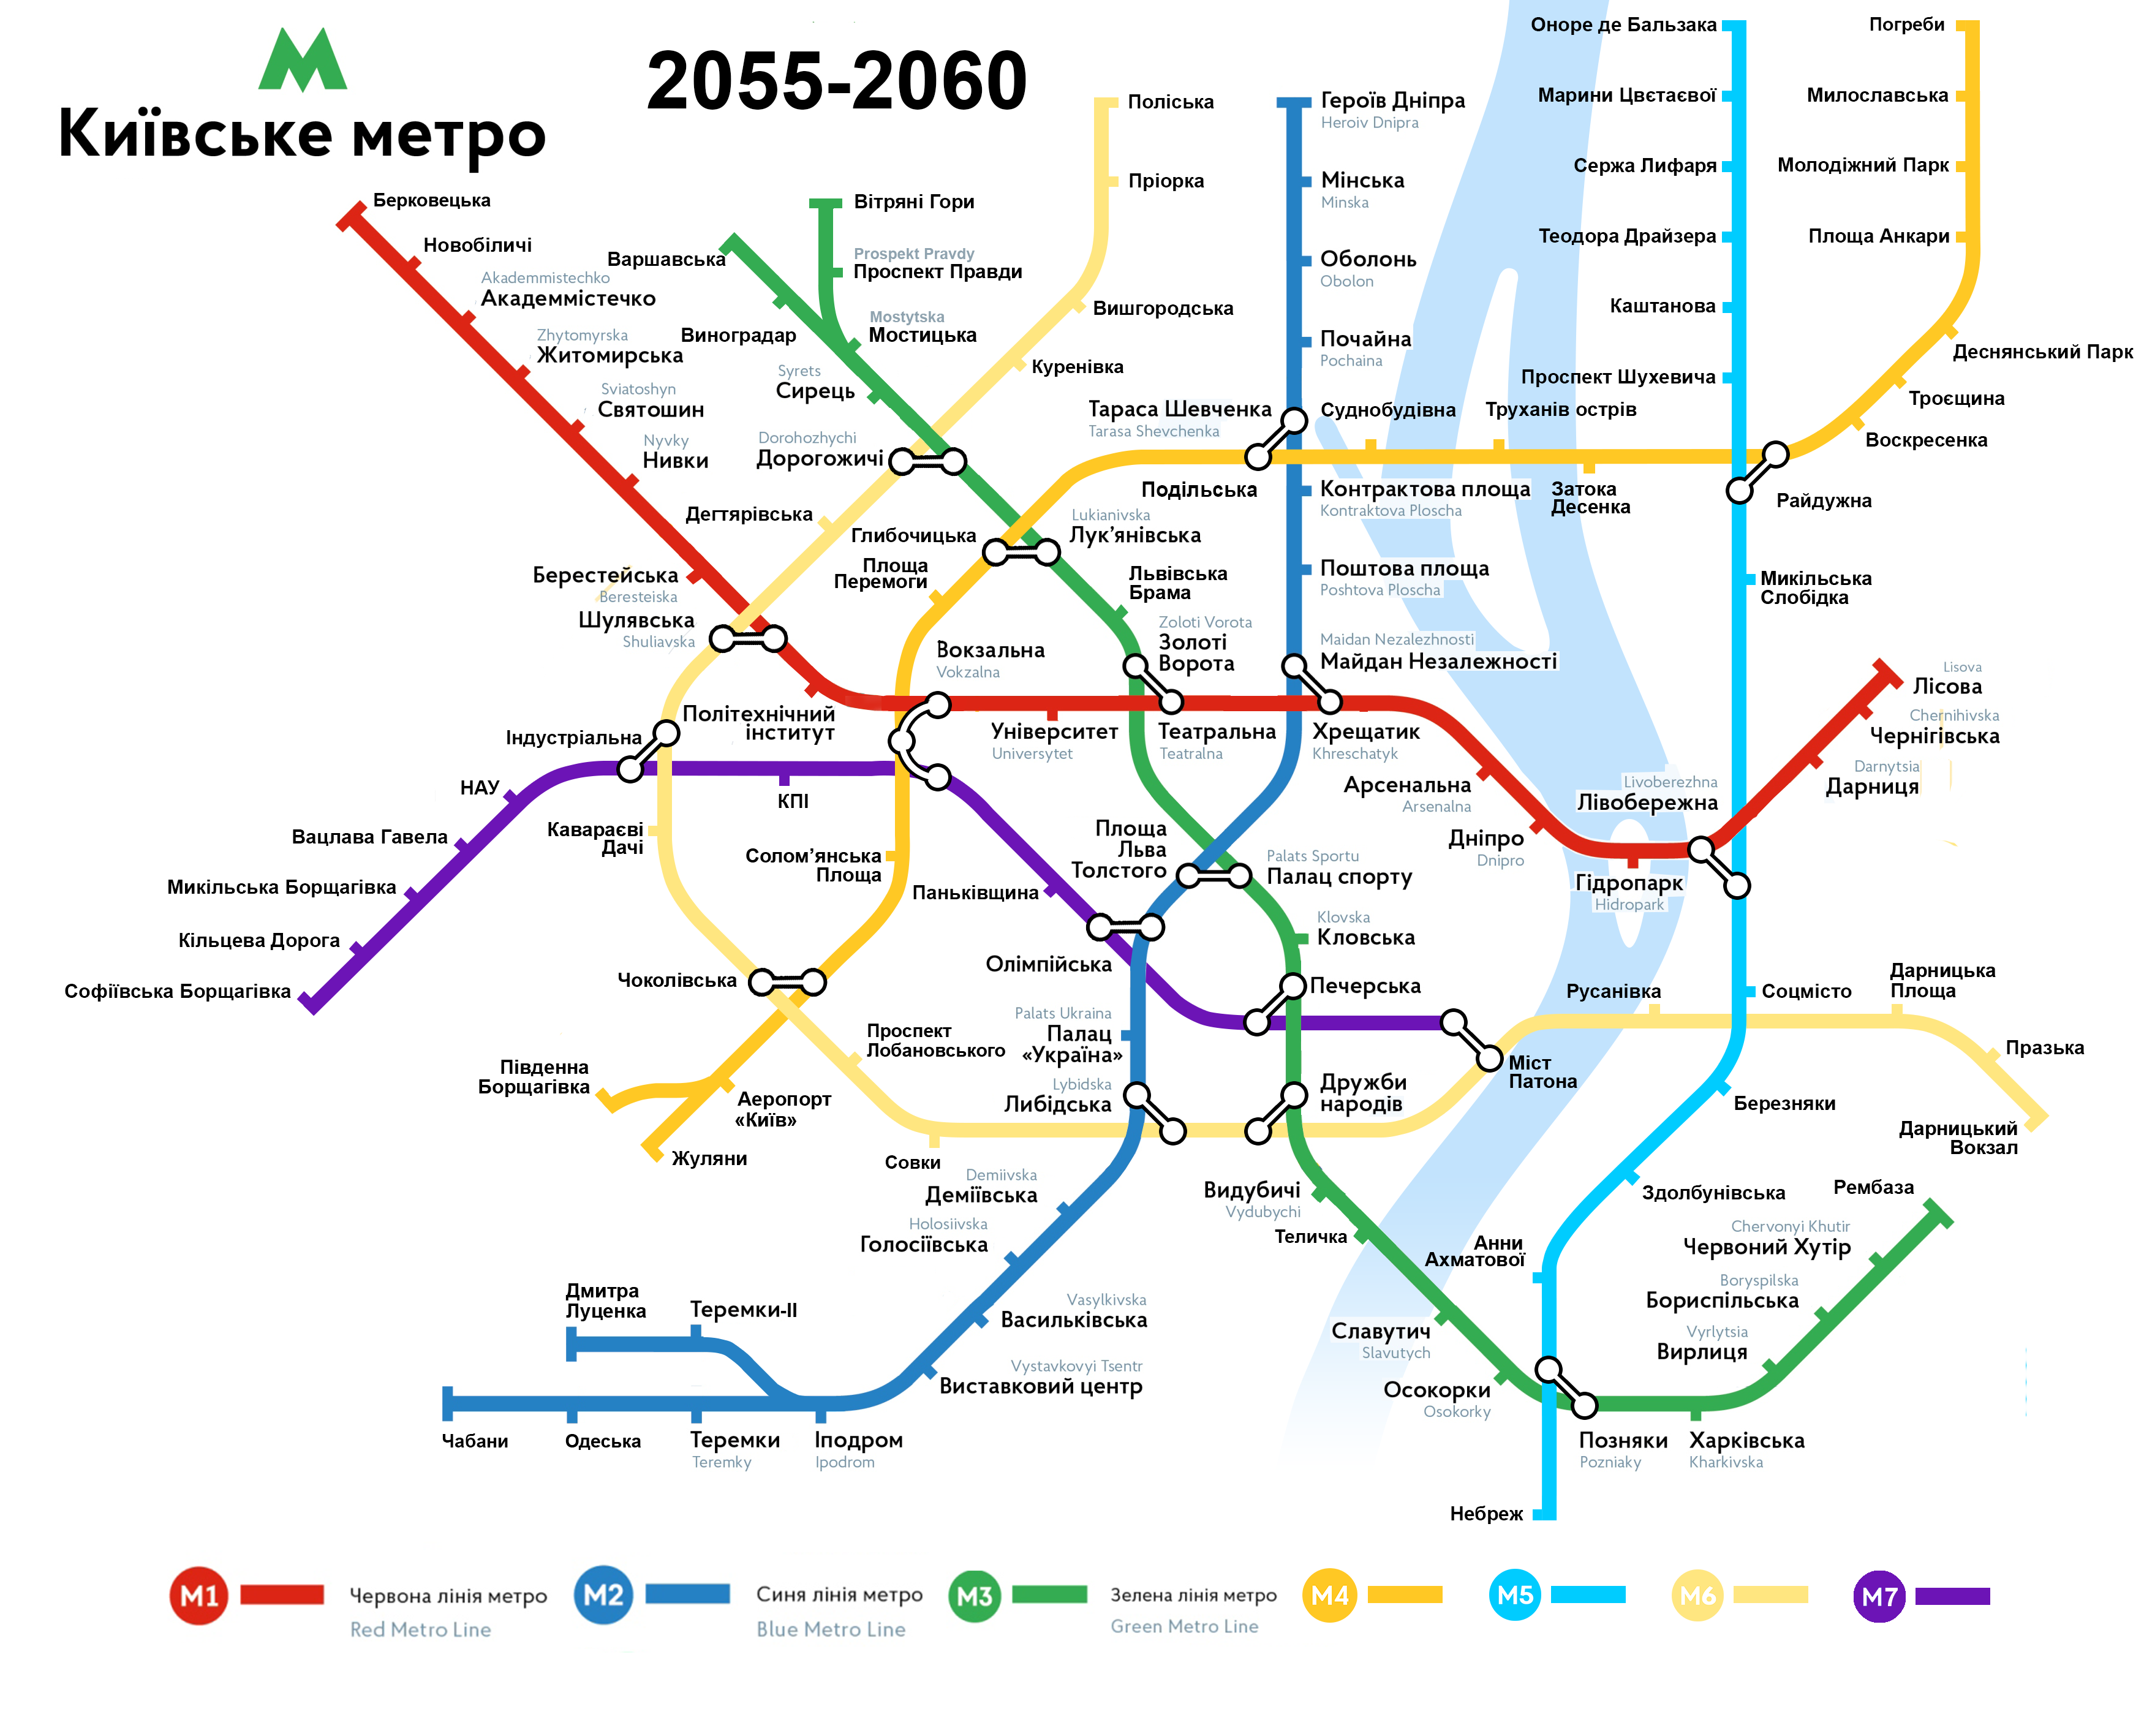 Київське метро
2055-2060
Берковецька
Новобіличі
Akademmistechko
Академмістечко
Zhytomyrska
Житомирська
Sviatoshyn
Святошин
Nyvky
Нивки
Берестейська
Beresteiska
Шулявська
Shuliavska
Політехнічний
інститут
Вокзальна
Vokzalna
Університет
Universytet
Театральна
Teatralna
Хрещатик
Khreschatyk
Арсенальна
Arsenalna
Дніпро
Dnipro
Гідропарк
Hidropark
Livoberezhna
Лівобережна
Darnytsia
Дарниця
Chernihivska
Чернігівська
Lisova
Лісова
Героїв Дніпра
Heroiv Dnipra
Мінська
Minska
Оболонь
Obolon
Почайна
Pochaina
Тараса Шевченка
Tarasa Shevchenka
Контрактова площа
Kontraktova Ploscha
Поштова площа
Poshtova Ploscha
Maidan Nezalezhnosti
Майдан Незалежності
Площа
Льва
Толстого
Олімпійська
Palats Ukraina
Палац
«Україна»
Lybidska
Либідська
Demiivska
Деміївська
Holosiivska
Голосіївська
Vasylkivska
Васильківська
Vystavkovyi Tsentr
Виставковий центр
Іподром
Ipodrom
Теремки
Teremky
Одеська
Чабани
Теремки-II
Дмитра
Луценка
Вітряні Гори
Prospekt Pravdy
Проспект Правди
Mostytska
Мостицька
Варшавська
Виноградар
Syrets
Сирець
Dorohozhychi
Дорогожичі
Lukianivska
Лук’янівська
Львівська
Брама
Zoloti Vorota
Золоті
Ворота
Palats Sportu
Палац спорту
Klovska
Кловська
Печерська
Дружби
народів
Видубичі
Vydubychi
Теличка
Славутич
Slavutych
Осокорки
Osokorky
Позняки
Pozniaky
Харківська
Kharkivska
Vyrlytsia
Вирлиця
Boryspilska
Бориспільська
Chervonyi Khutir
Червоний Хутір
Рембаза
Погреби
Милославська
Молодіжний Парк
Площа Анкари
Деснянський Парк
Троєщина
Воскресенка
Райдужна
Затока
Десенка
Труханів острів
Суднобудівна
Подільська
Глибочицька
Площа
Перемоги
Солом’янська
Площа
Аеропорт
«Київ»
Південна
Борщагівка
Жуляни
Оноре де Бальзака
Марини Цвєтаєвої
Сержа Лифаря
Теодора Драйзера
Каштанова
Проспект Шухевича
Микільська
Слобідка
Соцмісто
Березняки
Здолбунівська
Анни
Ахматової
Небреж
Поліська
Пріорка
Вишгородська
Куренівка
Дегтярівська
Індустріальна
Кавараєві
Дачі
Чоколівська
Проспект
Лобановського
Совки
Міст
Патона
Русанівка
Дарницька
Площа
Празька
Дарницький
Вокзал
Софіївська Борщагівка
Кільцева Дорога
Микільська Борщагівка
Вацлава Гавела
НАУ
КПІ
Паньківщина
M1
Червона лінія метро
Red Metro Line
M2
Синя лінія метро
Blue Metro Line
M3
Зелена лінія метро
Green Metro Line
M4
M5
M6
M7